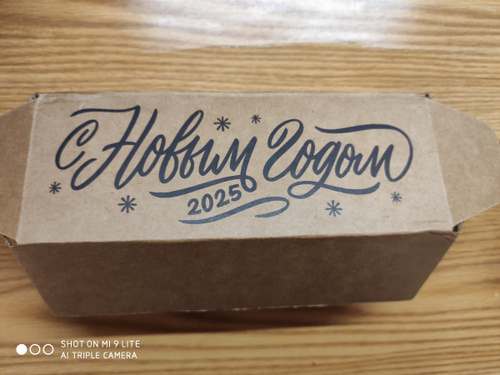 С Новым Годом
2025
SHOT ON MI 9 LITE
AI TRIPLE CAMERA